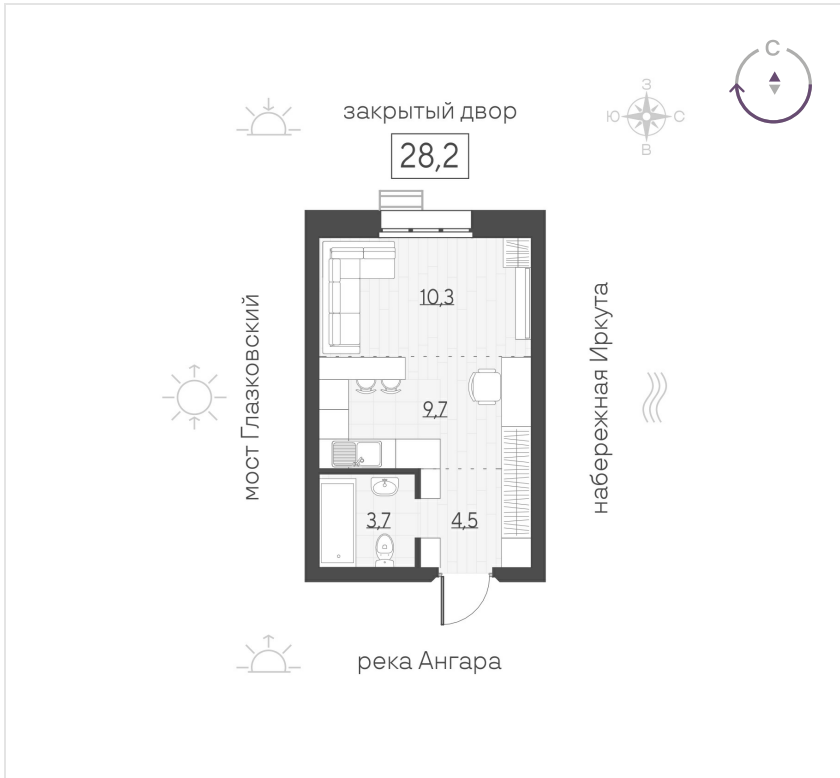 С
закрытый двор
З
Ю
С
В
28,2
10,3
мост Глазковский
набережная Иркута
9,7
3,7
4,5
река Ангара